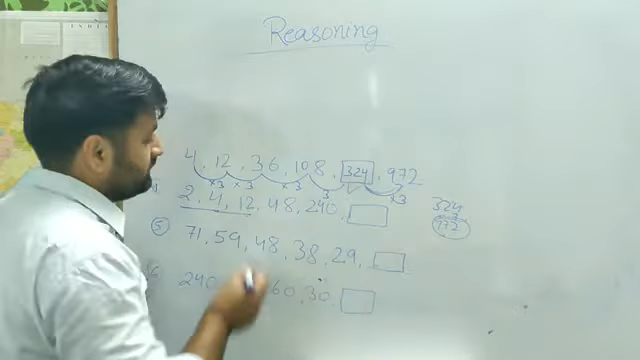 Reasoning
4, 12, 36, 108, 324, 972
×3 ×3 ×3 3 ×3
2, 4, 12, 48, 240,
324
3
972
5 71, 59, 48, 38, 29,
6 240 60, 30,